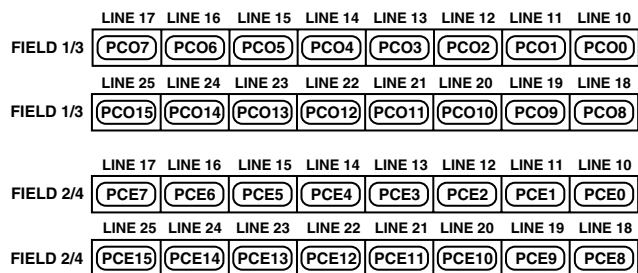 LINE 17 LINE 16 LINE 15 LINE 14 LINE 13 LINE 12 LINE 11 LINE 10
FIELD 1/3 PCO7 PCO6 PCO5 PCO4 PCO3 PCO2 PCO1 PCO0
LINE 25 LINE 24 LINE 23 LINE 22 LINE 21 LINE 20 LINE 19 LINE 18
FIELD 1/3 PCO15 PCO14 PCO13 PCO12 PCO11 PCO10 PCO9 PCO8
LINE 17 LINE 16 LINE 15 LINE 14 LINE 13 LINE 12 LINE 11 LINE 10
FIELD 2/4 PCE7 PCE6 PCE5 PCE4 PCE3 PCE2 PCE1 PCE0
LINE 25 LINE 24 LINE 23 LINE 22 LINE 21 LINE 20 LINE 19 LINE 18
FIELD 2/4 PCE15 PCE14 PCE13 PCE12 PCE11 PCE10 PCE9 PCE8